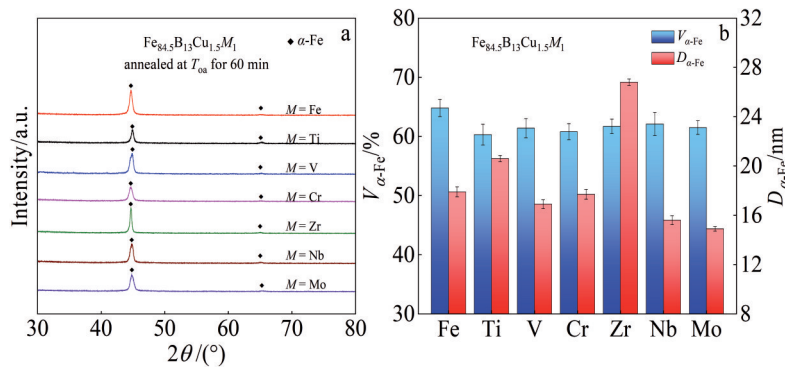 Fe84.5B13Cu1.5M1
◆ α-Fe
a
annealed at Toa for 60 min
M = Fe
M = Ti
M = V
M = Cr
M = Zr
M = Nb
M = Mo
Intensity/a.u.
30 40 50 60 70 80
2θ/(°)
Fe84.5B13Cu1.5M1
b
Vα-Fe
Dα-Fe
80
70
60
50
40
30
Vα-Fe/%
32
28
24
20
16
12
8
Dα-Fe/nm
Fe Ti V Cr Zr Nb Mo